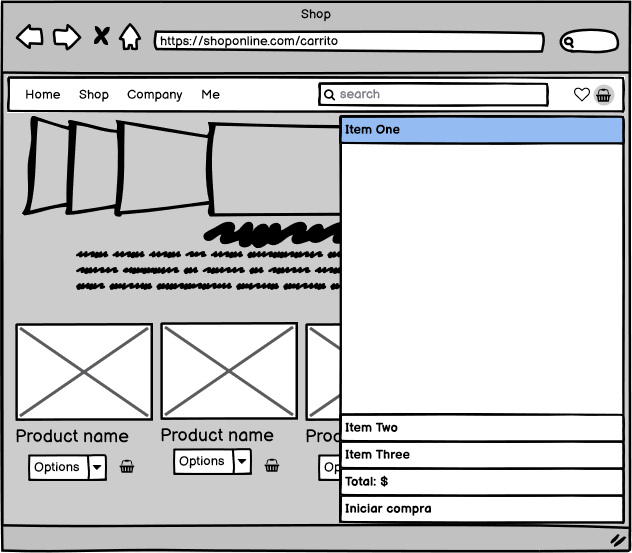 Shop
https://shoponline.com/carrito
Home Shop Company Me search
Item One
Item Two
Item Three
Total: $
Iniciar compra
Product name Product name Prod
Options Options Op